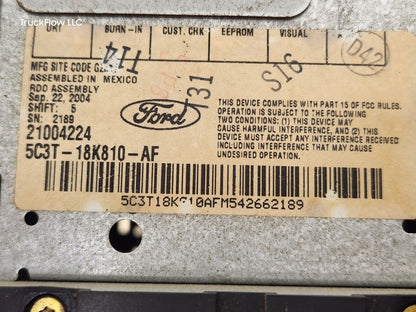 TruckFlow LLC
URT BURN-IN CUST. CHK EEPROM VISUAL
T14
D42
MFG SITE CODE
ASSEMBLED IN MEXICO
RDO ASSEMBLY
Sep. 22, 2004
SHIFT: 5
SN: 2189
21004224
5C3T-18K810-AF
Ford
131
S16
THIS DEVICE COMPLIES WITH PART 15 OF FCC RULES.
OPERATION IS SUBJECT TO THE FOLLOWING
TWO CONDITIONS: (1) THIS DEVICE MAY NOT CAUSE
HARMFUL INTERFERENCE, AND (2) THIS
DEVICE MUST ACCEPT ANY INTERFERENCE
RECEIVED INCLUDING INTERFERENCE THAT MAY
CAUSE UNDESIRED OPERATION.
5C3T18K810AFM542662189